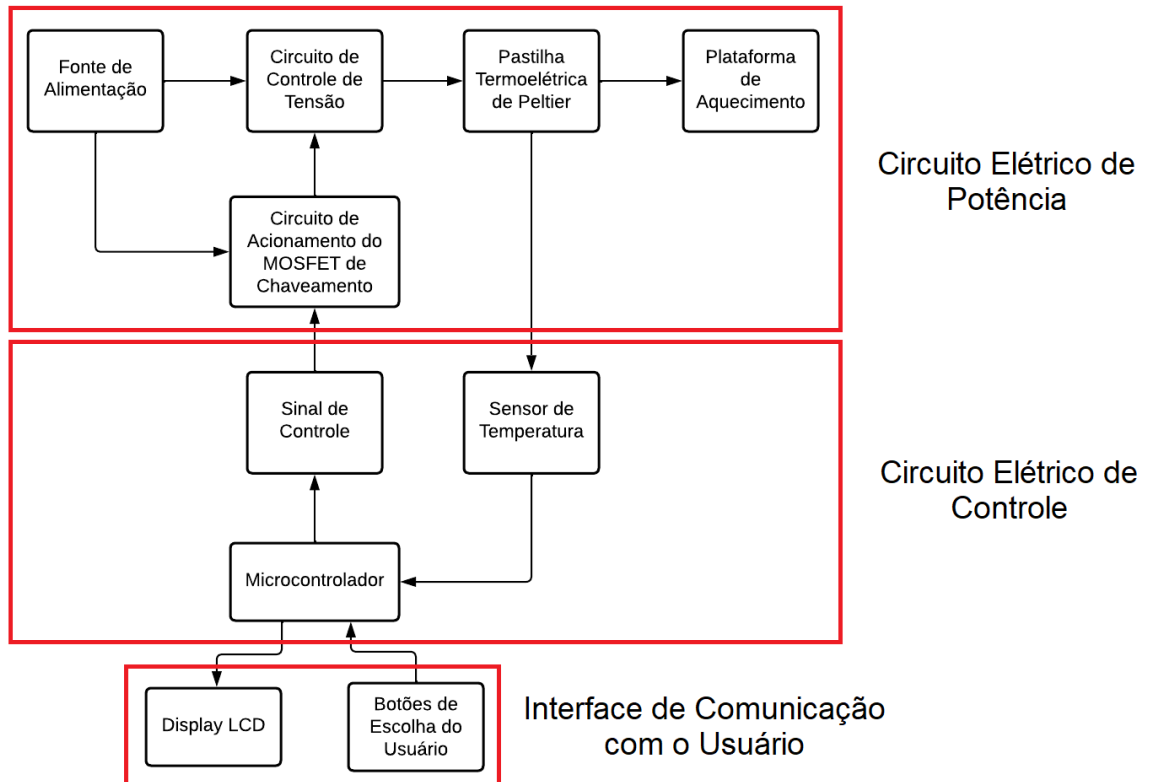 Fonte de
Alimentação
Circuito de
Controle de
Tensão
Pastilha
Termoelétrica
de Peltier
Plataforma
de
Aquecimento
Circuito Elétrico de
Potência
Circuito de
Acionamento do
MOSFET de
Chaveamento
Sinal de
Controle
Sensor de
Temperatura
Circuito Elétrico de
Controle
Microcontrolador
Display LCD
Botões de
Escolha do
Usuário
Interface de Comunicação
com o Usuário